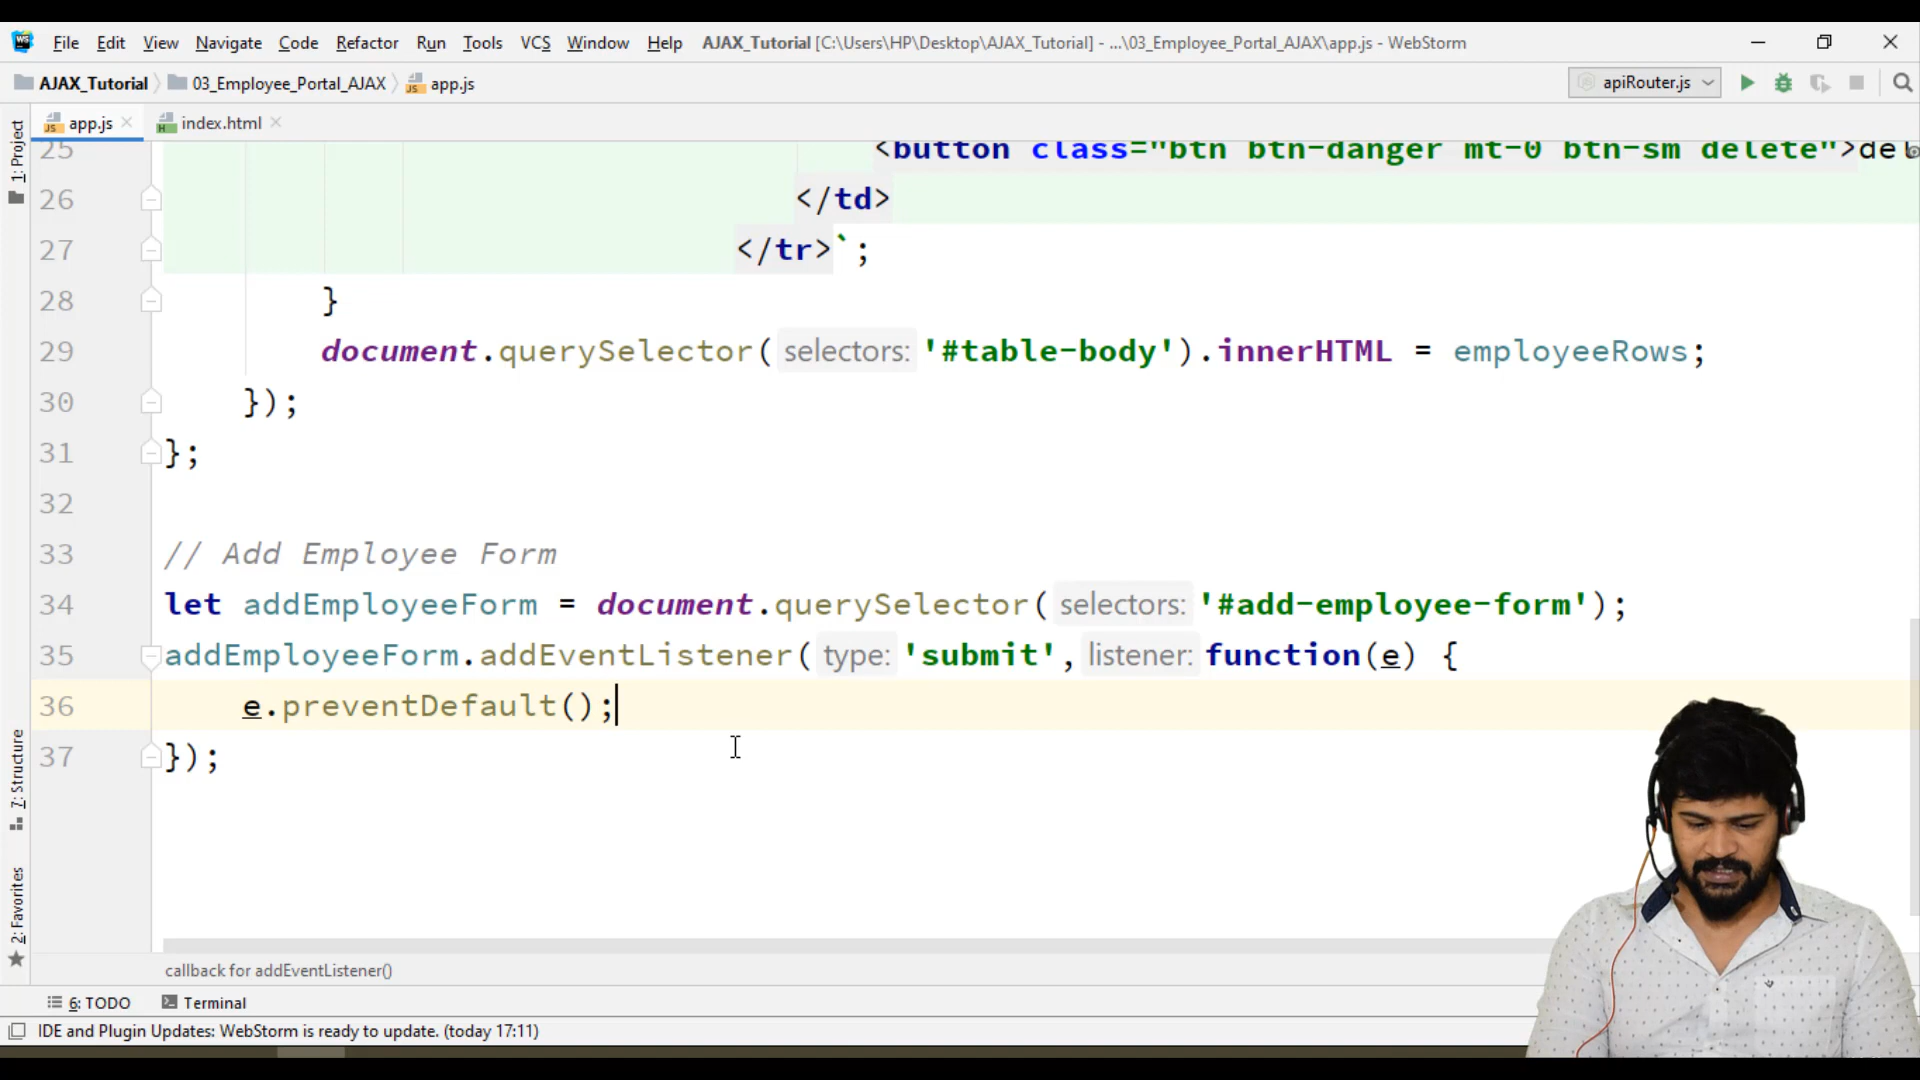 WS File Edit View Navigate Code Refactor Run Tools VCS Window Help AJAX_Tutorial [C:\Users\HP\Desktop\AJAX_Tutorial] - ...\03_Employee_Portal_AJAX\app.js - WebStorm
AJAX_Tutorial 03_Employee_Portal_AJAX JS app.js apiRouter.js
JS app.js H index.html
1: Project
25 <button class="btn btn-danger mt-0 btn-sm delete">del
26 </td>
27 </tr>`;
28 }
29 document.querySelector( selectors: '#table-body').innerHTML = employeeRows;
30 });
31 };
32
33 // Add Employee Form
34 let addEmployeeForm = document.querySelector( selectors: '#add-employee-form');
35 addEmployeeForm.addEventListener( type: 'submit', listener: function(e) {
36 e.preventDefault();
37 });
7: Structure
2: Favorites
callback for addEventListener()
6: TODO Terminal
IDE and Plugin Updates: WebStorm is ready to update. (today 17:11)